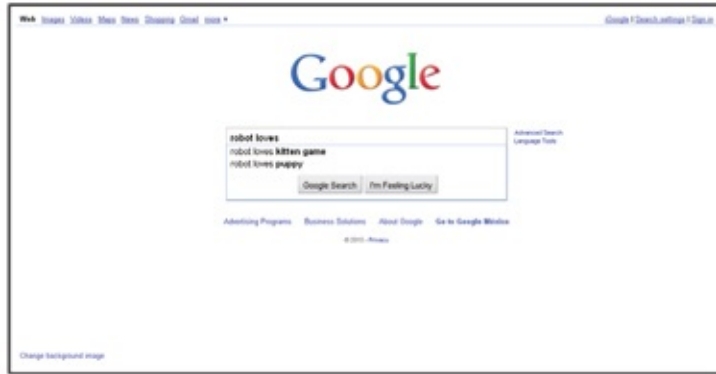 Web Images Videos Maps News Shopping Gmail more ▼
iGoogle | Search settings | Sign in
Google
robot loves
Advanced Search
robot loves kitten game
Language Tools
robot loves puppy
Google Search I'm Feeling Lucky
Advertising Programs Business Solutions About Google Go to Google México
© 2010 - Privacy
Change background image